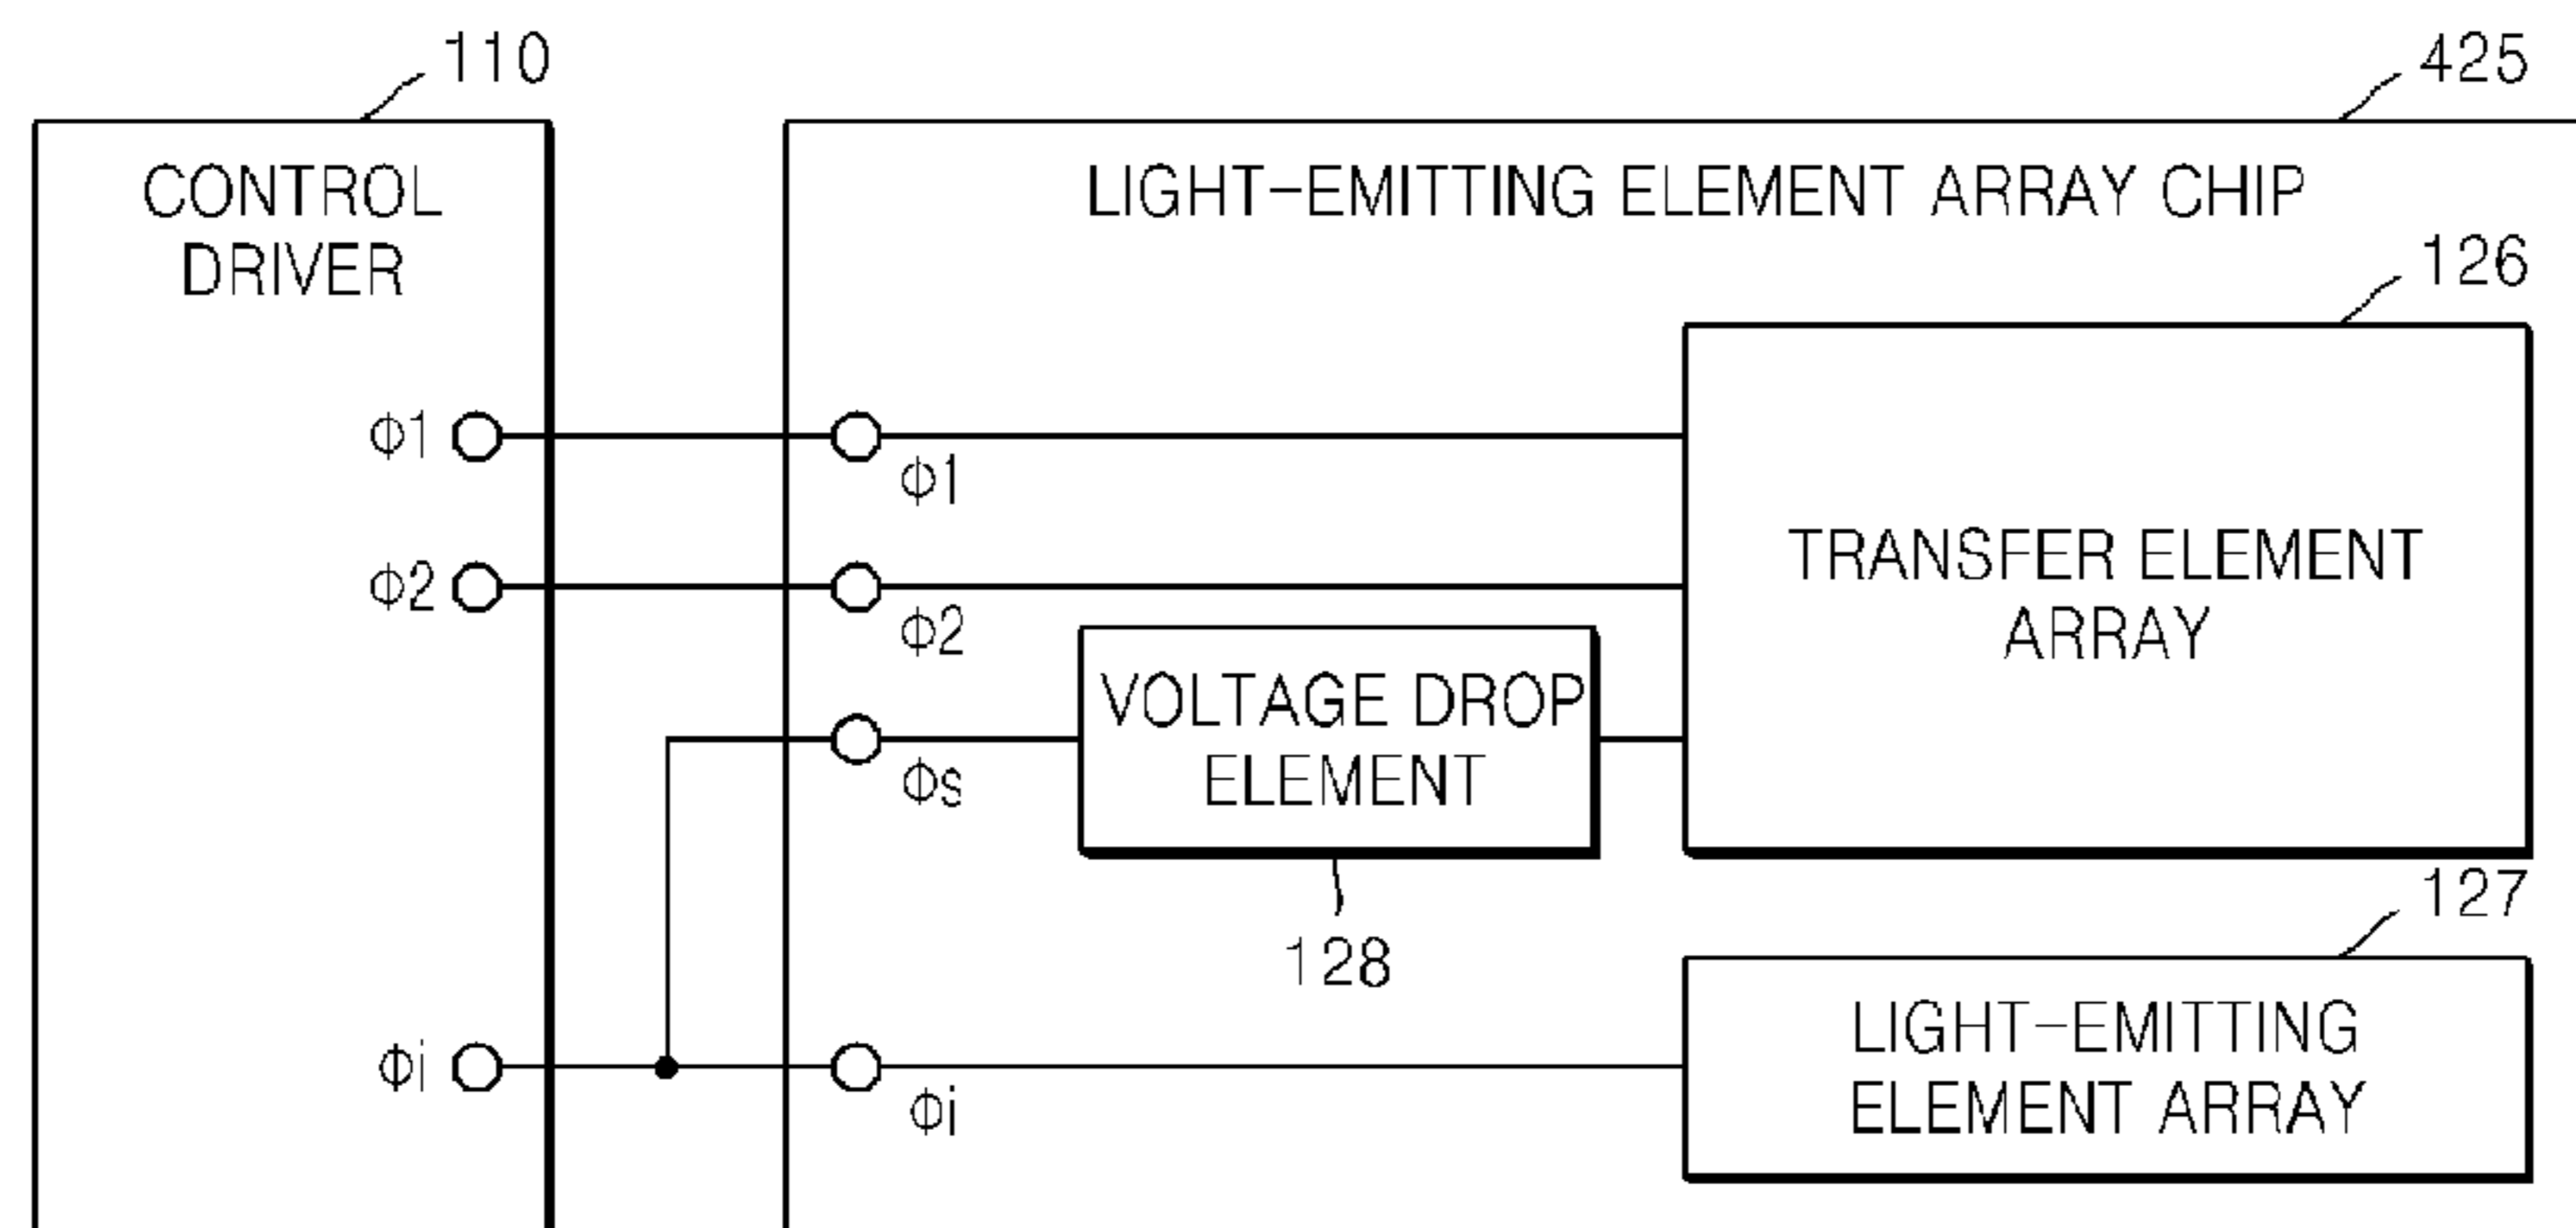 110
425
CONTROL
DRIVER
LIGHT-EMITTING ELEMENT ARRAY CHIP
126
Φ1
Φ1
TRANSFER ELEMENT
ARRAY
Φ2
Φ2
VOLTAGE DROP
ELEMENT
Φs
127
128
LIGHT-EMITTING
ELEMENT ARRAY
Φi
Φi